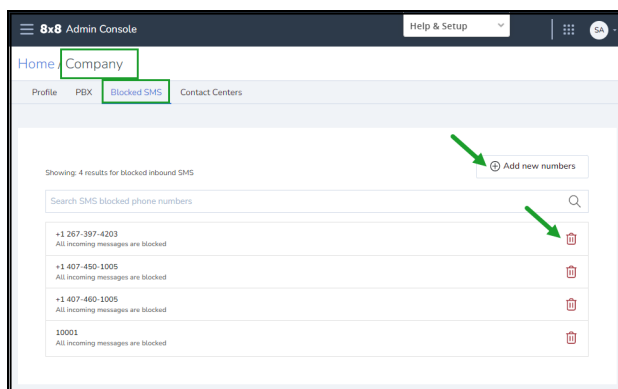 8x8 Admin Console
Help & Setup
SA
Home / Company
Profile PBX Blocked SMS Contact Centers
Add new numbers
Showing: 4 results for blocked inbound SMS
Search SMS blocked phone numbers
+1 267-397-4203
All incoming messages are blocked
+1 407-450-1005
All incoming messages are blocked
+1 407-460-1005
All incoming messages are blocked
10001
All incoming messages are blocked